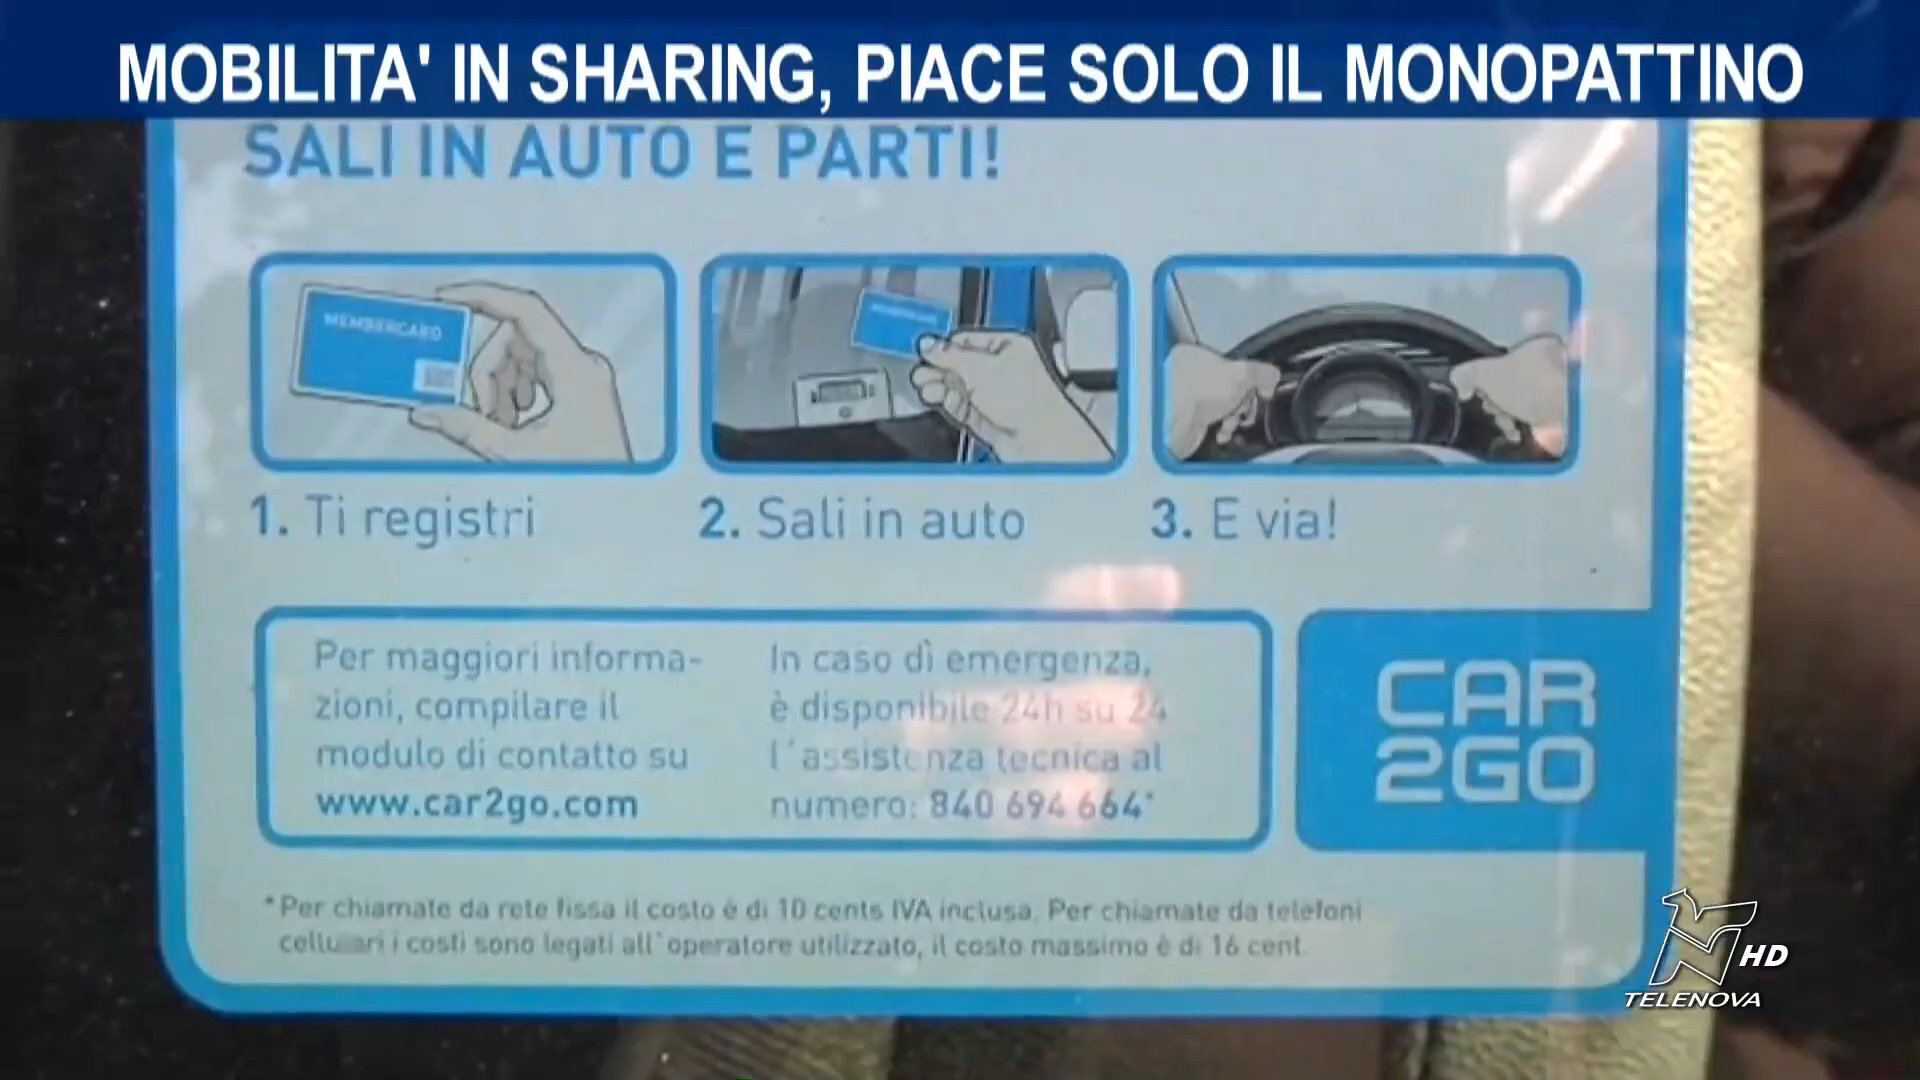 MOBILITA' IN SHARING, PIACE SOLO IL MONOPATTINO
SALI IN AUTO E PARTI!
MEMBERCARD
1. Ti registri
2. Sali in auto
3. E via!
Per maggiori informa-
zioni, compilare il
modulo di contatto su
www.car2go.com
In caso dì emergenza,
è disponibile 24h su 24
l´assistenza tecnica al
numero: 840 694 664*
CAR
2GO
*Per chiamate da rete fissa il costo è di 10 cents IVA inclusa. Per chiamate da telefoni
cellulari i costi sono legati all´operatore utilizzato, il costo massimo è di 16 cent.
HD
TELENOVA